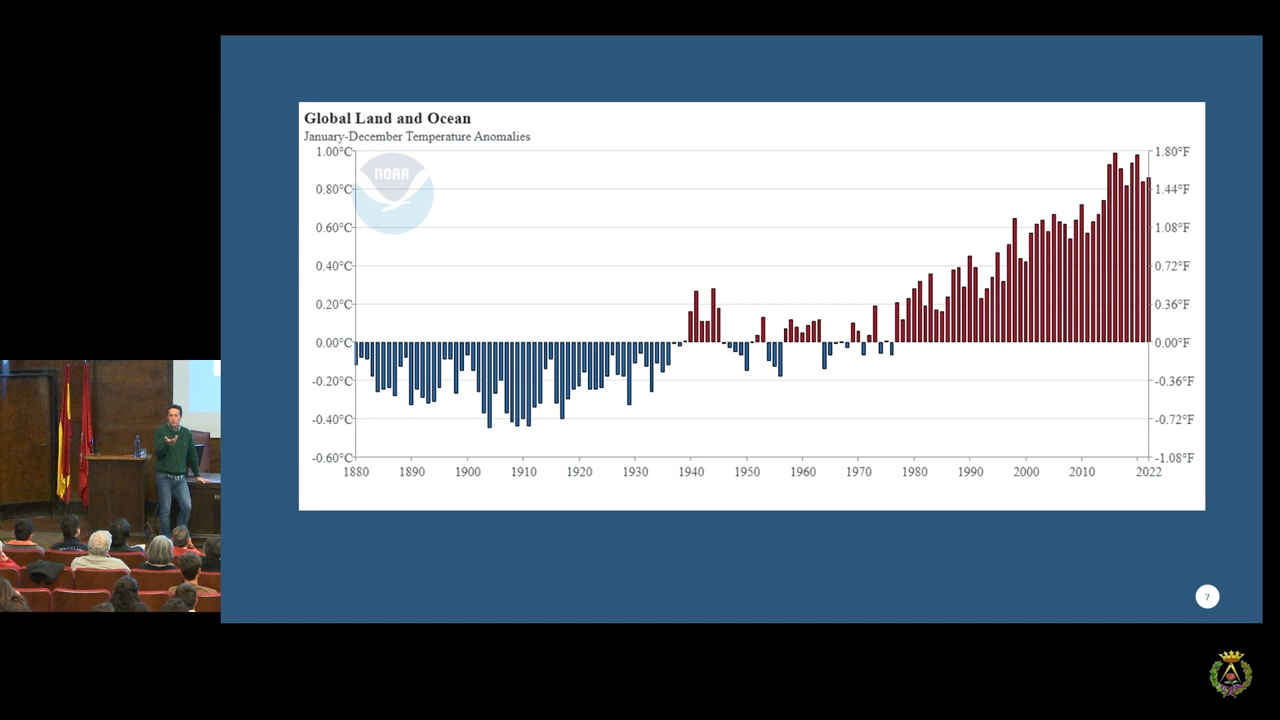 Global Land and Ocean
January-December Temperature Anomalies
NOAA
1.00°C 1.80°F
0.80°C 1.44°F
0.60°C 1.08°F
0.40°C 0.72°F
0.20°C 0.36°F
0.00°C 0.00°F
-0.20°C -0.36°F
-0.40°C -0.72°F
-0.60°C -1.08°F
1880 1890 1900 1910 1920 1930 1940 1950 1960 1970 1980 1990 2000 2010 2022
7